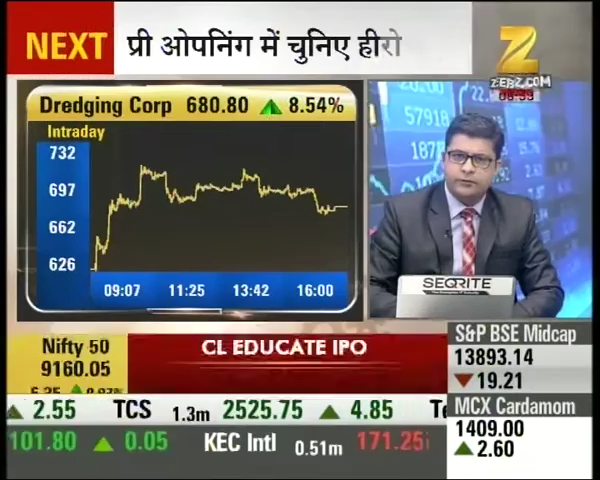 NEXT प्री ओपनिंग में चुनिए हीरो
Z
ZEEBIZ.COM
Dredging Corp 680.80 8.54%
Intraday
732
697
662
626
09:07 11:25 13:42 16:00
SEQRITE
Nifty 50
9160.05
CL EDUCATE IPO
S&P BSE Midcap
13893.14
19.21
MCX Cardamom
1409.00
2.60
2.55 TCS 1.3m 2525.75 4.85
101.80 0.05 KEC Intl 0.51m 171.25